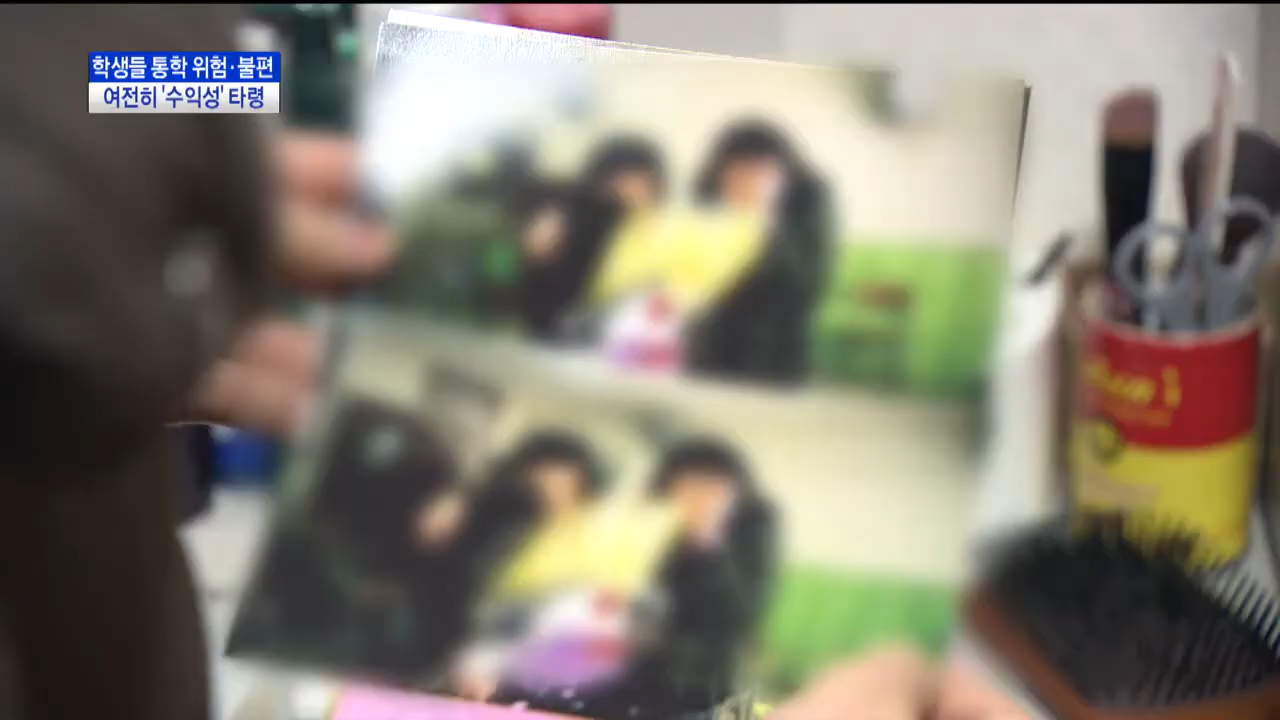 학생들 통학 위험·불편
여전히 '수익성' 타령